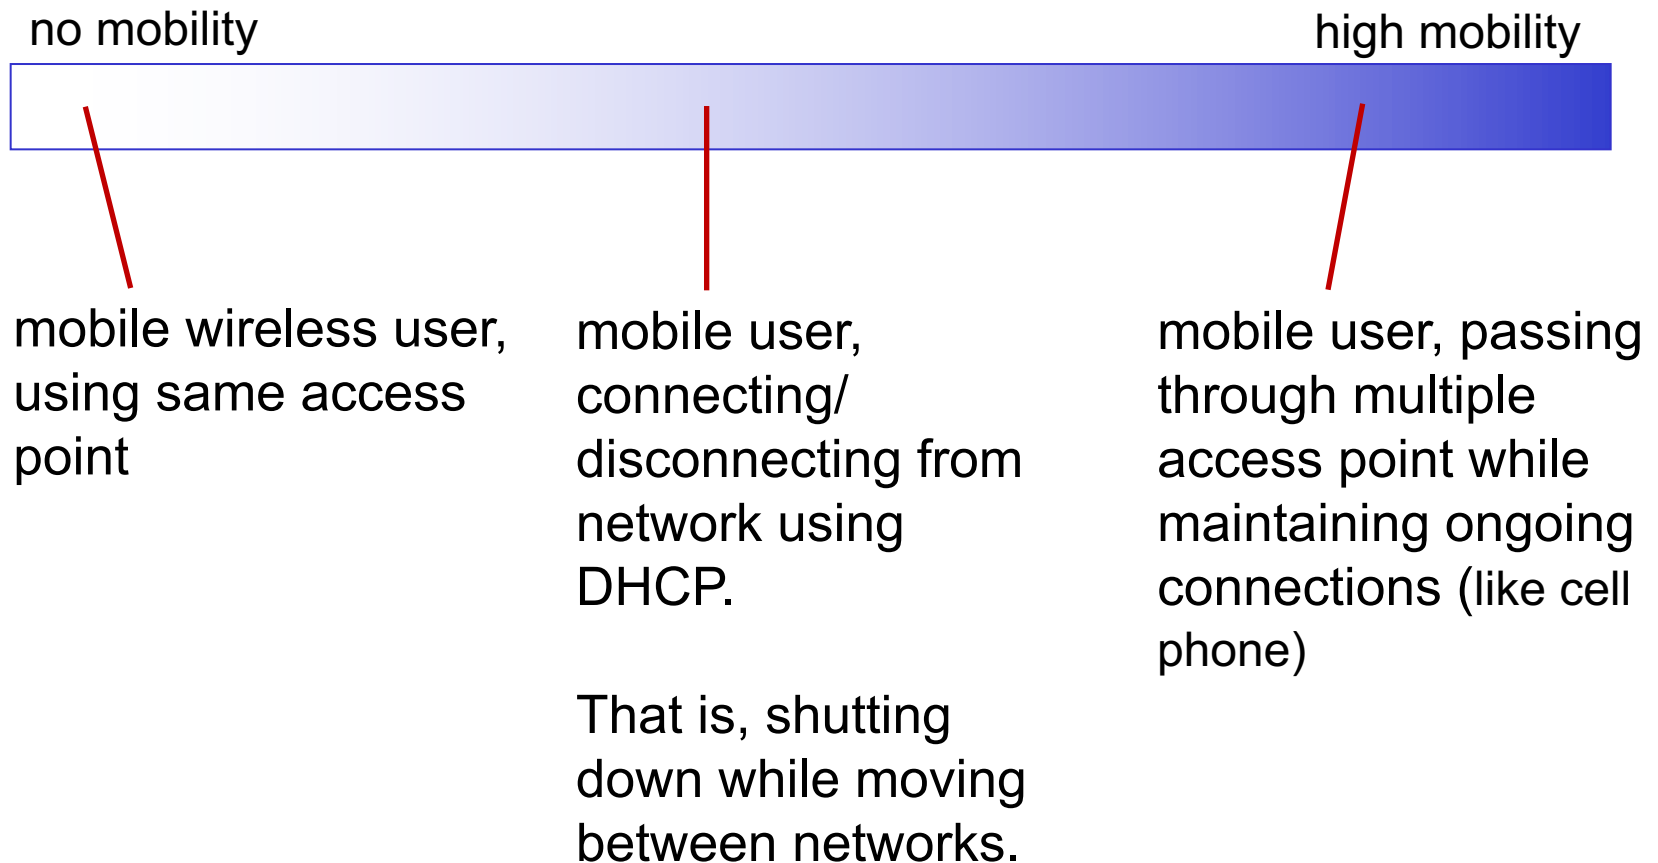 no mobility
high mobility
mobile wireless user,
using same access
point
mobile user,
connecting/
disconnecting from
network using
DHCP.
That is, shutting
down while moving
between networks.
mobile user, passing
through multiple
access point while
maintaining ongoing
connections (like cell
phone)